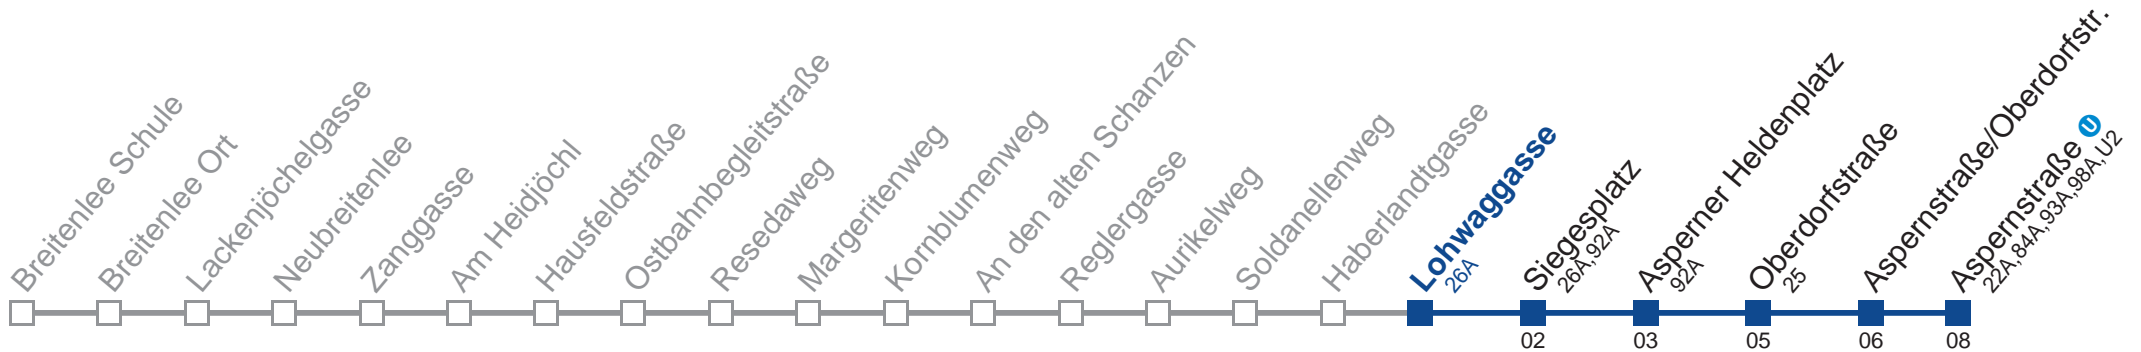 Breitenlee Schule
Breitenlee Ort
Lackenjöchelgasse
Neubreitenlee
Zanggasse
Am Heidjöchl
Hausfeldstraße
Ostbahnbegleitstraße
Resedaweg
Margeritenweg
Kornblumenweg
An den alten Schanzen
Reglergasse
Aurikelweg
Soldanellenweg
Haberlandtgasse
Lohwaggasse
26A
Siegesplatz
26A,92A
02
Asperner Heldenplatz
92A
03
Oberdorfstraße
25
05
Aspernstraße/Oberdorfstr.
06
Aspernstraße U
22A,84A,93A,98A,U2
08